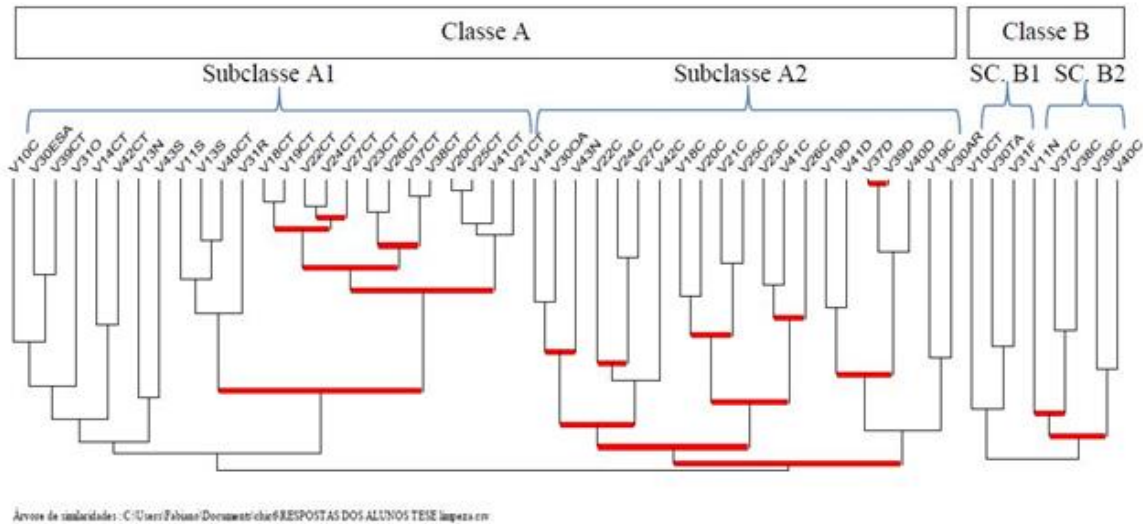 Classe A Classe B
Subclasse A1 Subclasse A2 SC. B1 SC. B2
V10C V30ESA V39CT V31O V14CT V42CT V13N V43S V11S V13S V40CT V31R V18CT V19CT V22CT V24CT V27CT V23CT V26CT V37CT V38CT V20CT V25CT V41CT V21CT V14C V30OA V43N V22C V24C V27C V42C V18C V20C V21C V25C V23C V41C V26C V19D V41D V37D V39D V40D V19C V30AR V10CT V30TA V31F V11N V37C V38C V39C V40C
Árvore de similaridades : C:\Users\Fabiano\Documents\chic6\RESPOSTAS DOS ALUNOS TESE limpeza.csv